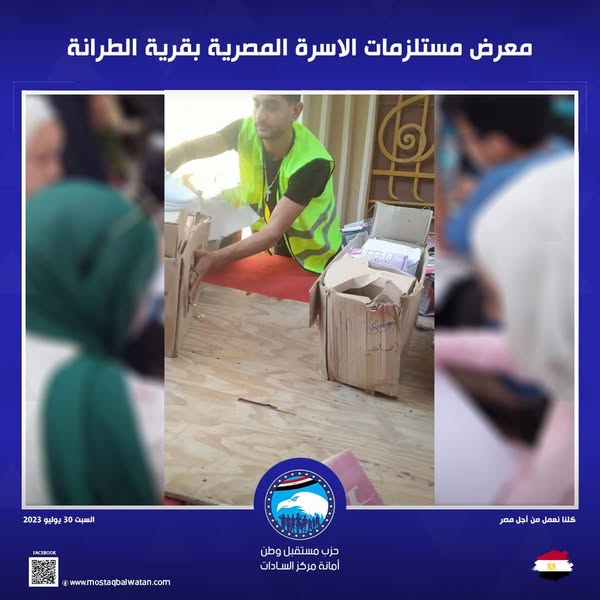 معرض مستلزمات الاسرة المصرية بقرية الطرانة
كلنا نعمل من أجل مصر
السبت 30 يوليو 2023
حزب مستقبل وطن
أمانة مركز السادات
FACEBOOK
www.mostaqbalwatan.com